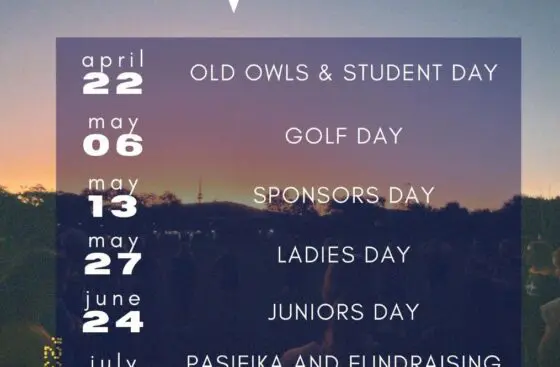 april
22
OLD OWLS & STUDENT DAY
may
06
GOLF DAY
may
13
SPONSORS DAY
may
27
LADIES DAY
june
24
JUNIORS DAY
july
PASIFIKA AND FUNDRAISING